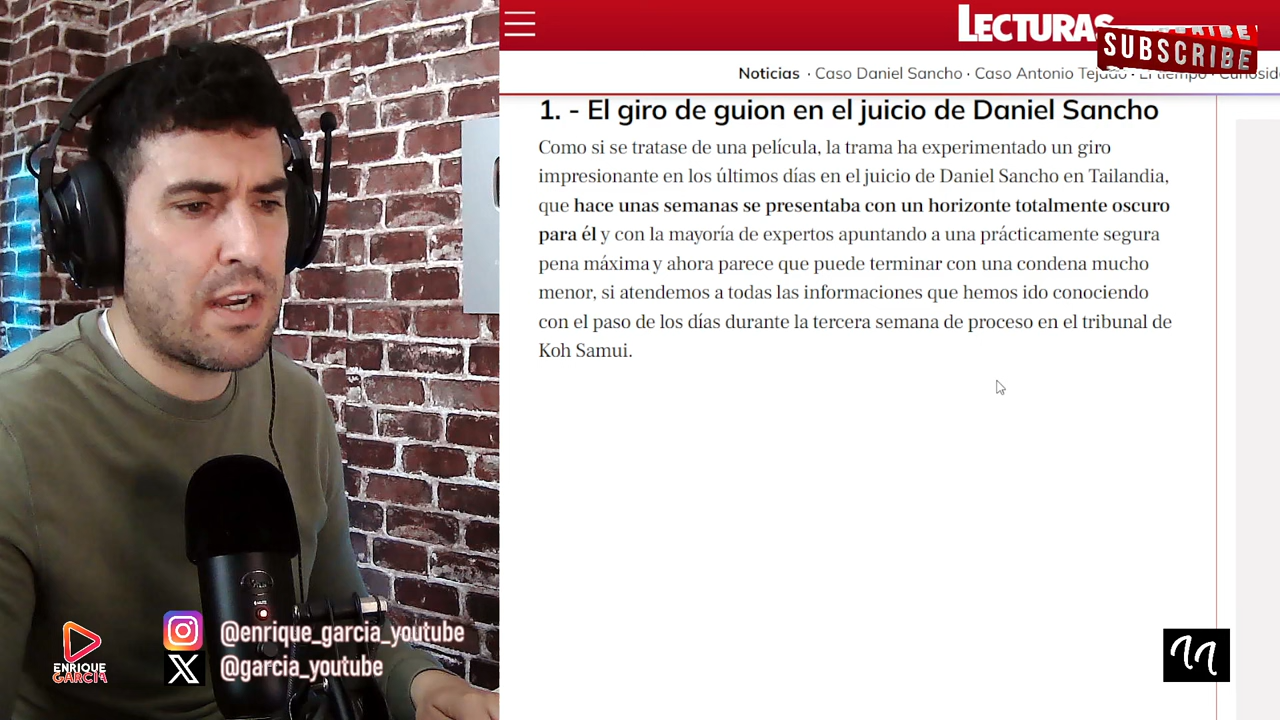 LECTURAS
SUBSCRIBE
Noticias · Caso Daniel Sancho · Caso Antonio Tejado · El tiempo ·
1. - El giro de guion en el juicio de Daniel Sancho
Como si se tratase de una película, la trama ha experimentado un giro
impresionante en los últimos días en el juicio de Daniel Sancho en Tailandia,
que hace unas semanas se presentaba con un horizonte totalmente oscuro
para él y con la mayoría de expertos apuntando a una prácticamente segura
pena máxima y ahora parece que puede terminar con una condena mucho
menor, si atendemos a todas las informaciones que hemos ido conociendo
con el paso de los días durante la tercera semana de proceso en el tribunal de
Koh Samui.
@enrique_garcia_youtube
@garcia_youtube
ENRIQUE
GARCIA